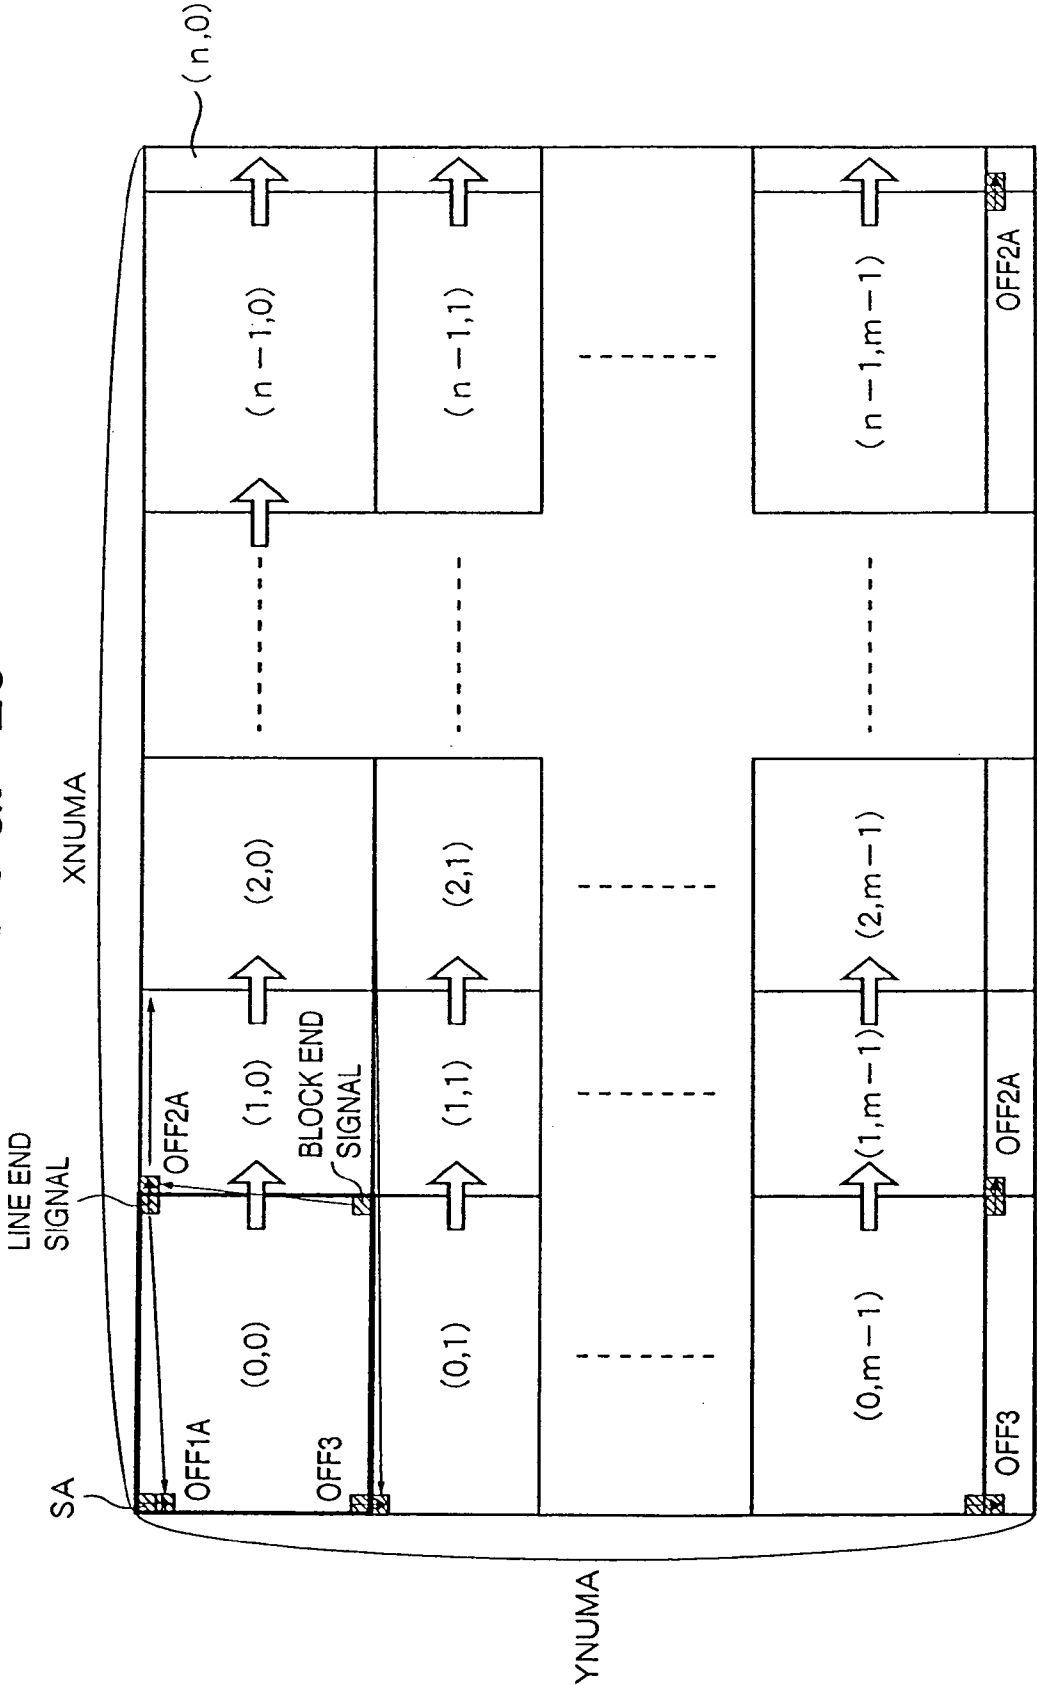 XNUMA
LINE END
SIGNAL
SA
OFF1A
OFF2A
(n,0)
(0,0)
(1,0)
(2,0)
(n−1,0)
OFF3
BLOCK END
SIGNAL
(0,1)
(1,1)
(2,1)
(n−1,1)
YNUMA
(0,m−1)
(1,m−1)
(2,m−1)
(n−1,m−1)
OFF3
OFF2A
OFF2A